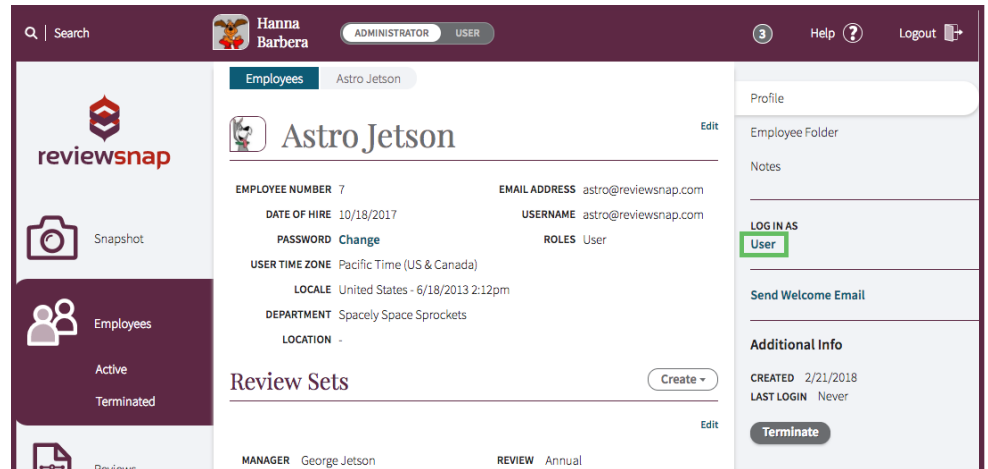 Search
Hanna
Barbera
ADMINISTRATOR USER
3
Help ?
Logout
reviewsnap
Snapshot
Employees
Active
Terminated
Reviews
Employees Astro Jetson
Astro Jetson
Edit
EMPLOYEE NUMBER 7
EMAIL ADDRESS astro@reviewsnap.com
DATE OF HIRE 10/18/2017
USERNAME astro@reviewsnap.com
PASSWORD Change
ROLES User
USER TIME ZONE Pacific Time (US & Canada)
LOCALE United States - 6/18/2013 2:12pm
DEPARTMENT Spacely Space Sprockets
LOCATION -
Review Sets
Create
Edit
MANAGER George Jetson
REVIEW Annual
Profile
Employee Folder
Notes
LOG IN AS
User
Send Welcome Email
Additional Info
CREATED 2/21/2018
LAST LOGIN Never
Terminate